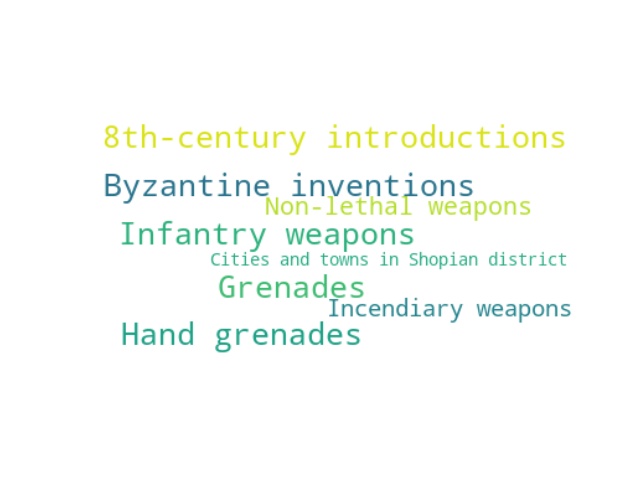 8th-century introductions
Byzantine inventions
Non-lethal weapons
Infantry weapons
Cities and towns in Shopian district
Grenades
Incendiary weapons
Hand grenades